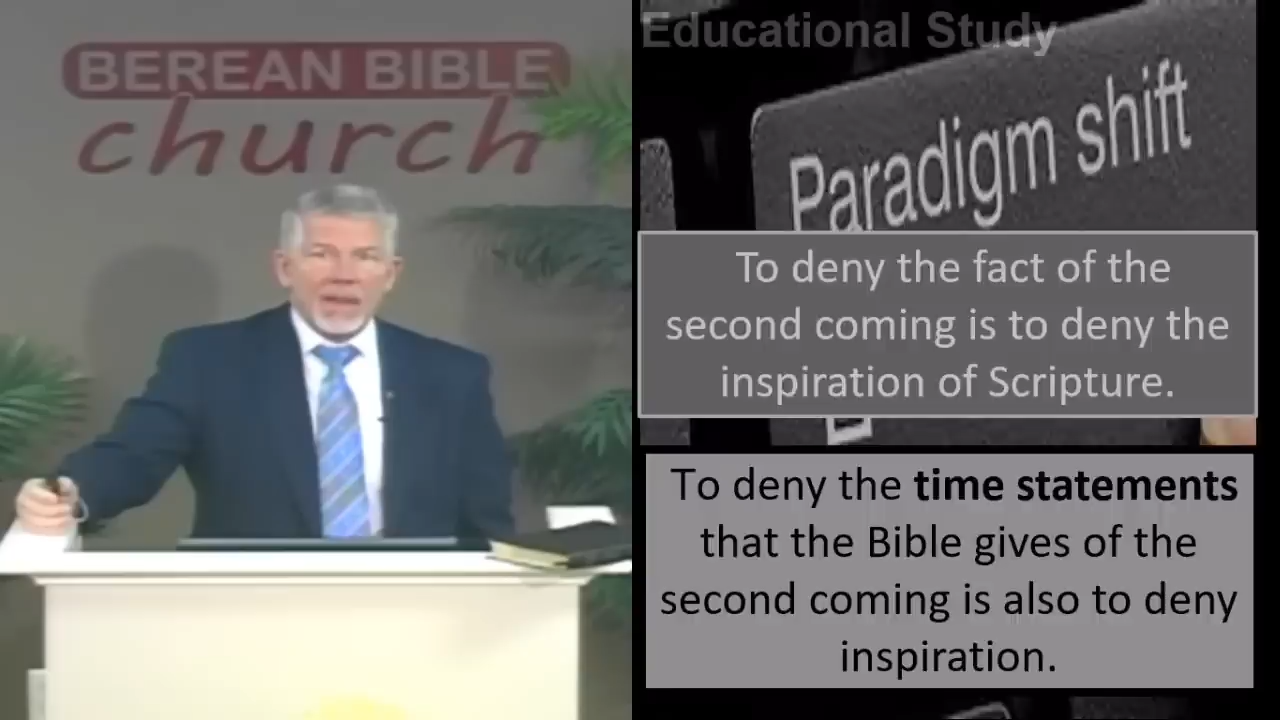 BEREAN BIBLE
church
Educational Study
Paradigm shift
To deny the fact of the
second coming is to deny the
inspiration of Scripture.
To deny the time statements
that the Bible gives of the
second coming is also to deny
inspiration.